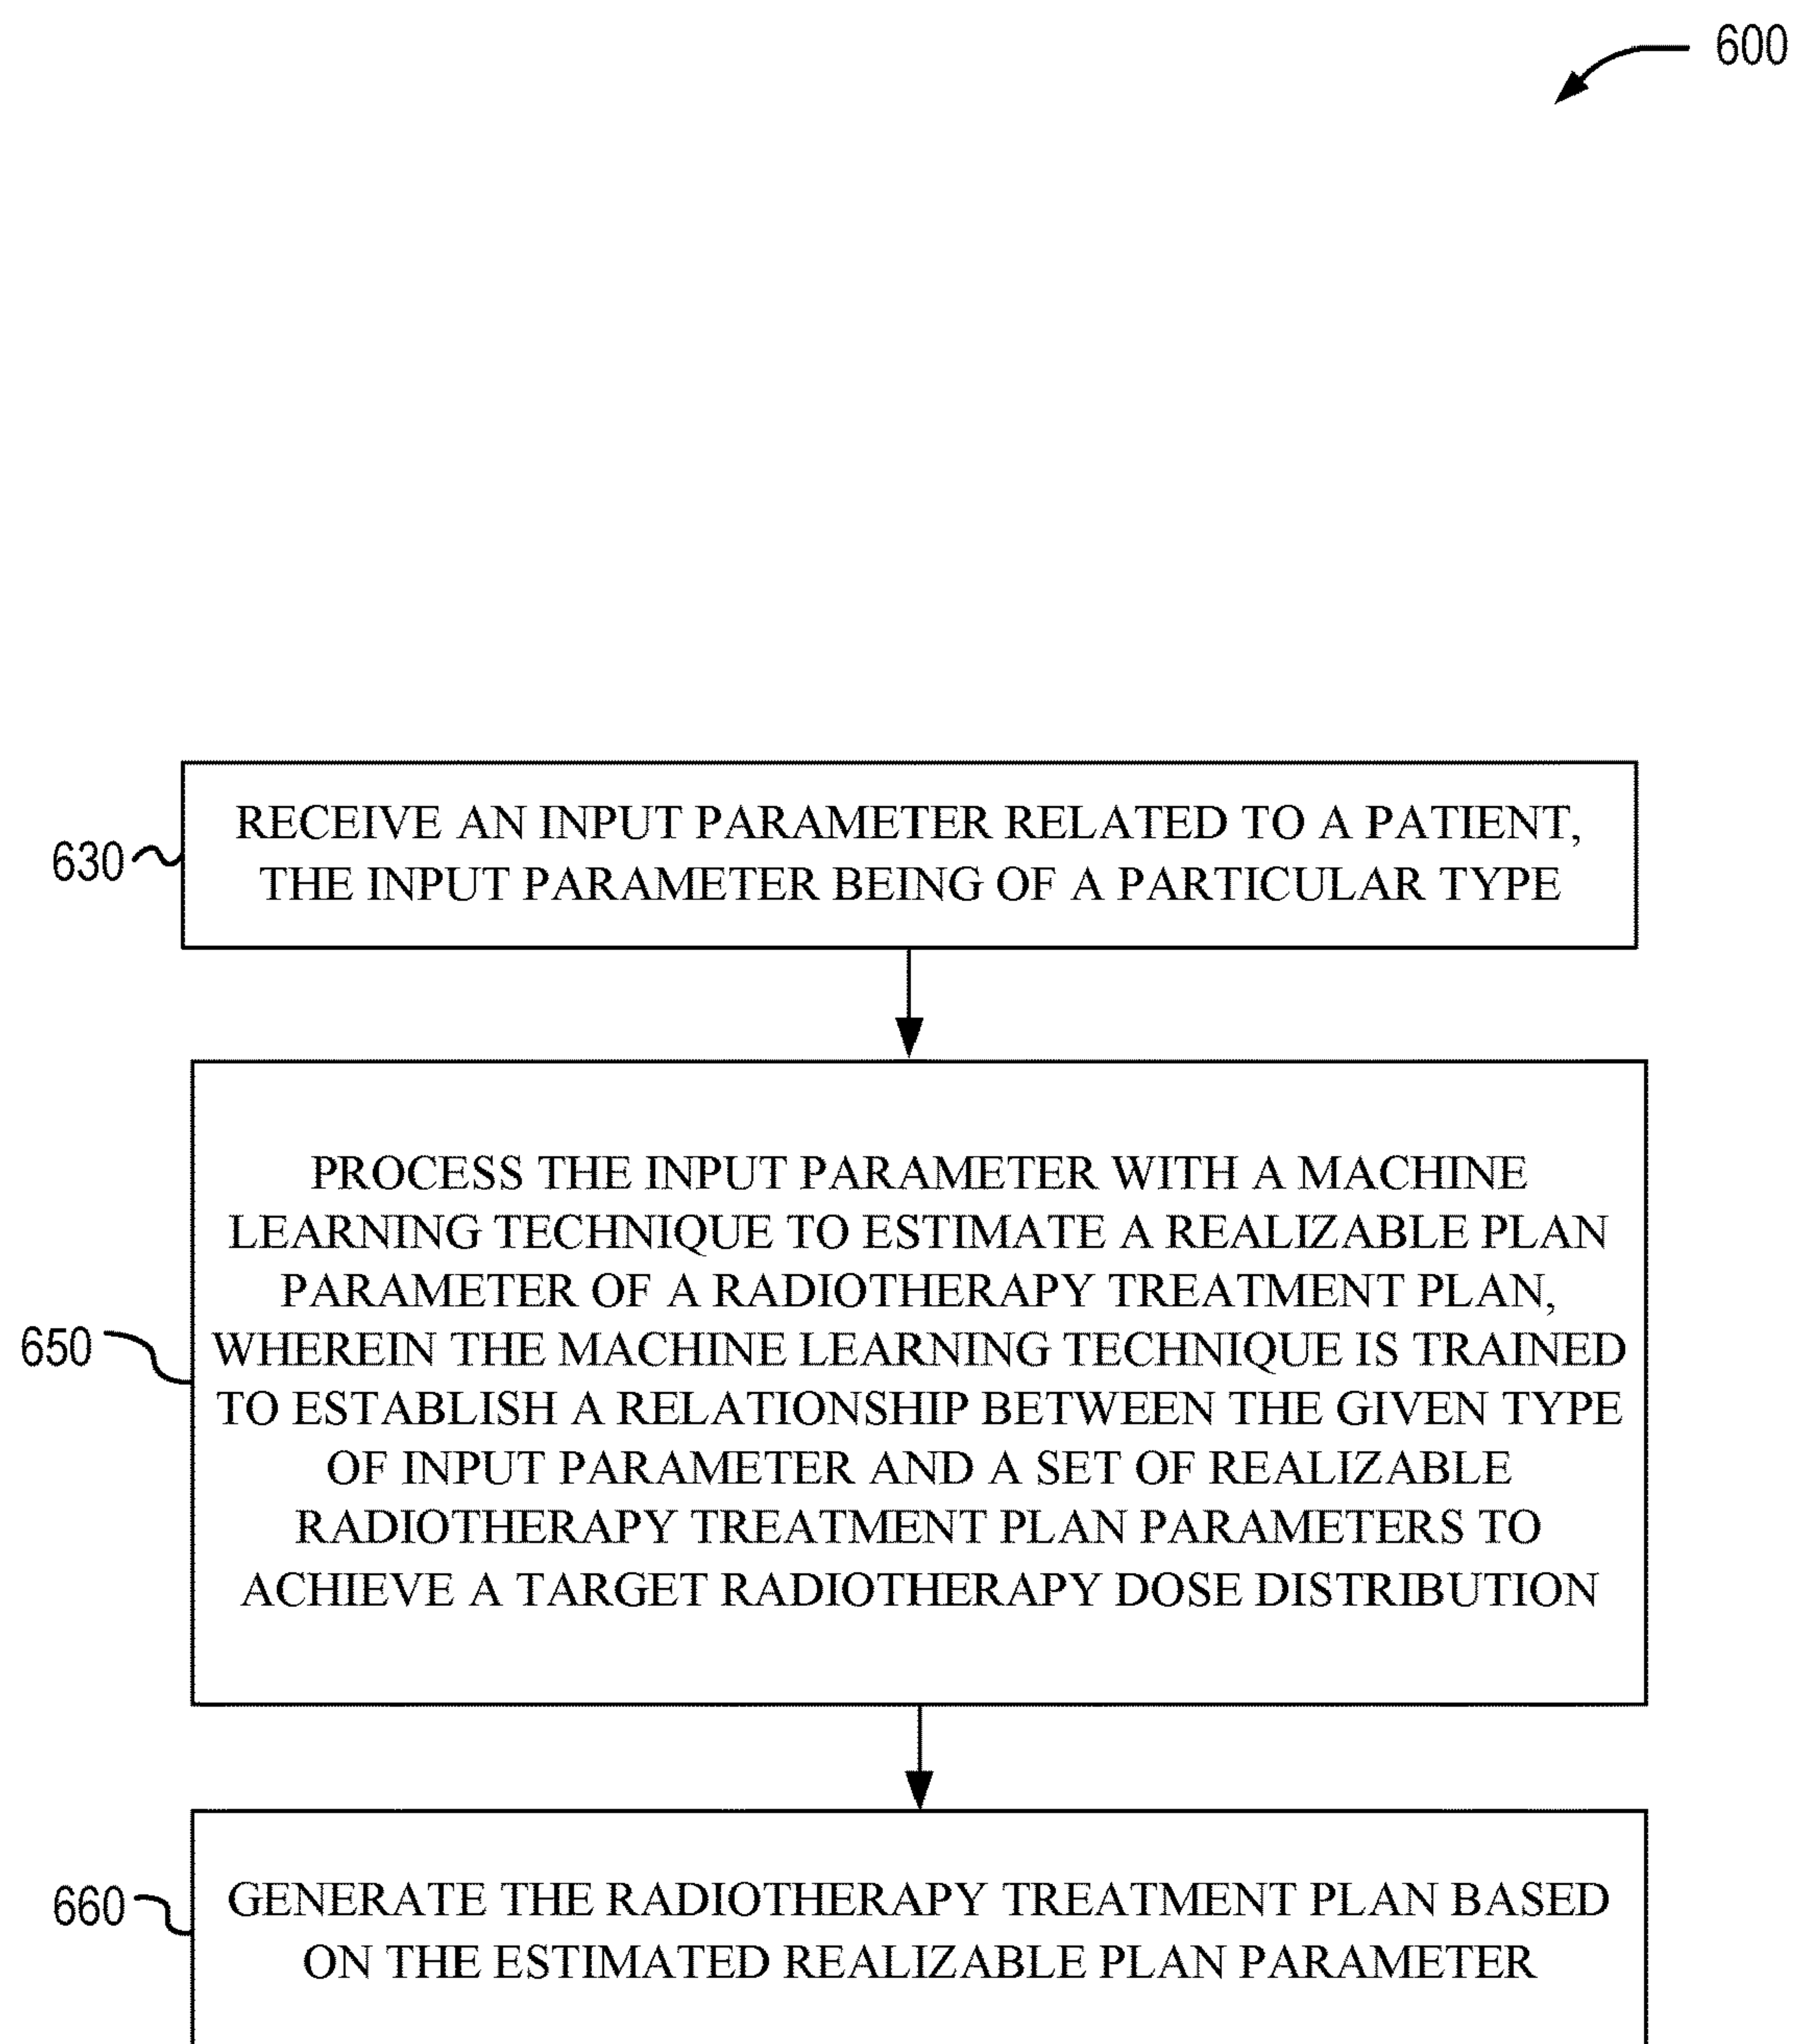 600
630
RECEIVE AN INPUT PARAMETER RELATED TO A PATIENT,
THE INPUT PARAMETER BEING OF A PARTICULAR TYPE
650
PROCESS THE INPUT PARAMETER WITH A MACHINE
LEARNING TECHNIQUE TO ESTIMATE A REALIZABLE PLAN
PARAMETER OF A RADIOTHERAPY TREATMENT PLAN,
WHEREIN THE MACHINE LEARNING TECHNIQUE IS TRAINED
TO ESTABLISH A RELATIONSHIP BETWEEN THE GIVEN TYPE
OF INPUT PARAMETER AND A SET OF REALIZABLE
RADIOTHERAPY TREATMENT PLAN PARAMETERS TO
ACHIEVE A TARGET RADIOTHERAPY DOSE DISTRIBUTION
660
GENERATE THE RADIOTHERAPY TREATMENT PLAN BASED
ON THE ESTIMATED REALIZABLE PLAN PARAMETER